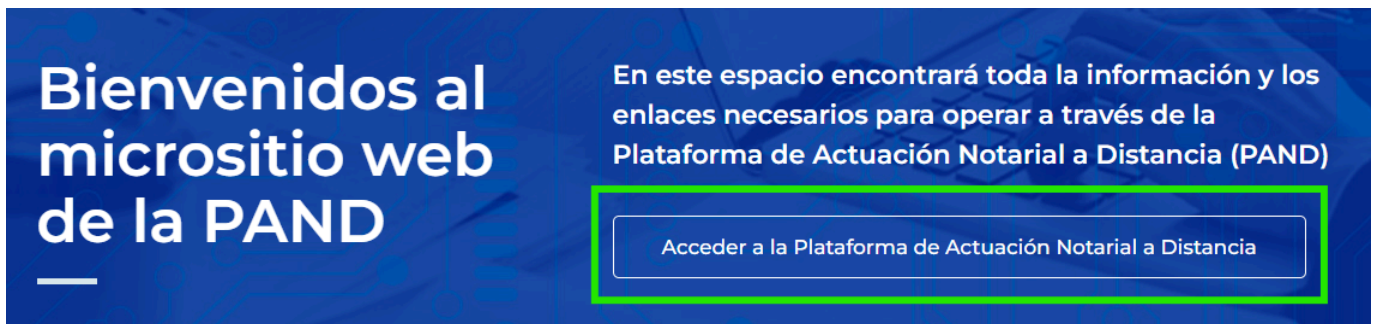 Bienvenidos al
micrositio web
de la PAND
En este espacio encontrará toda la información y los
enlaces necesarios para operar a través de la
Plataforma de Actuación Notarial a Distancia (PAND)
Acceder a la Plataforma de Actuación Notarial a Distancia